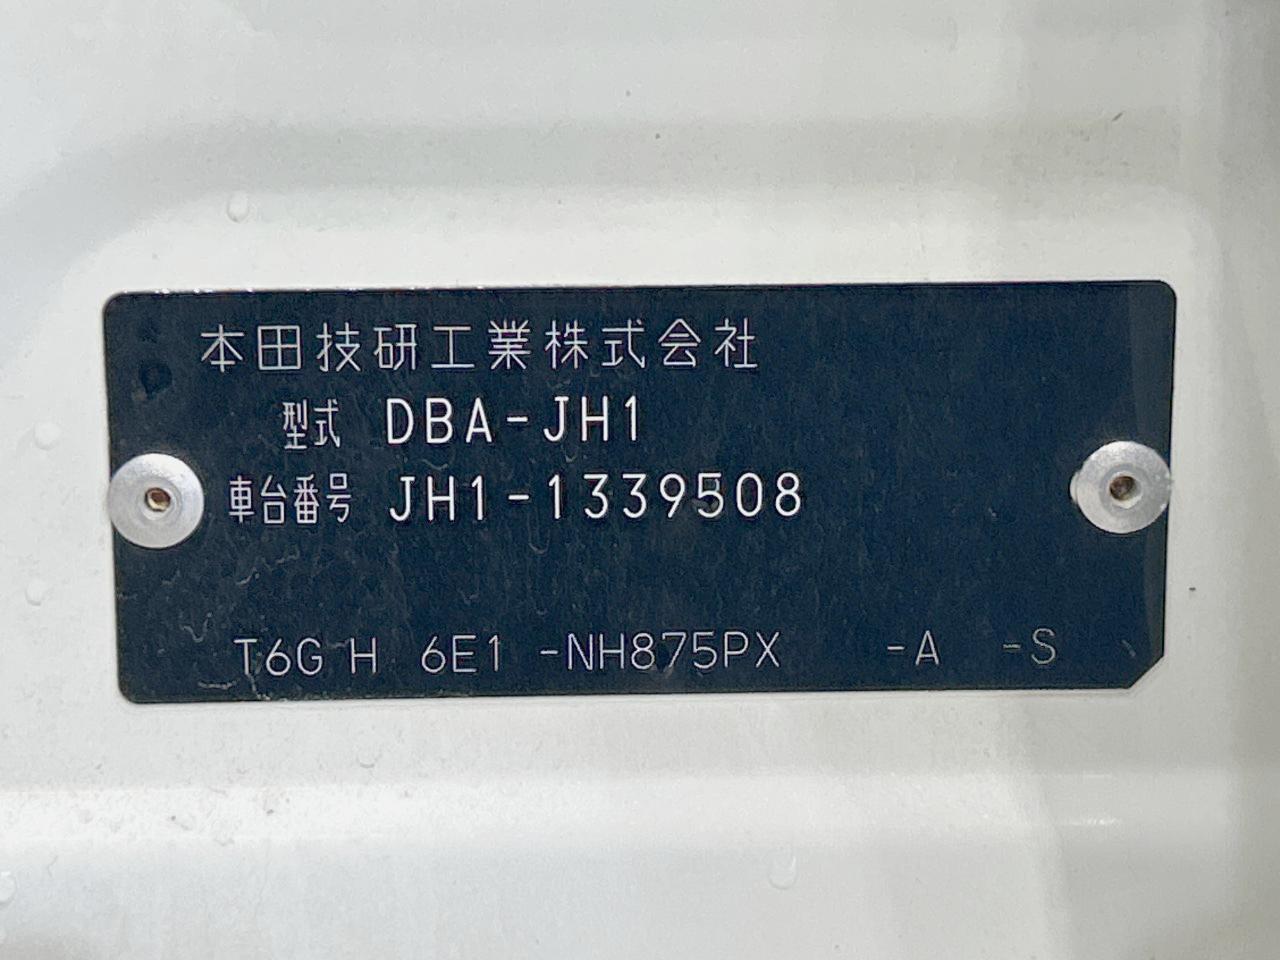 本田技研工業株式会社
型式 DBA-JH1
車台番号 JH1-1339508
T6G H 6E1 -NH875PX -A -S